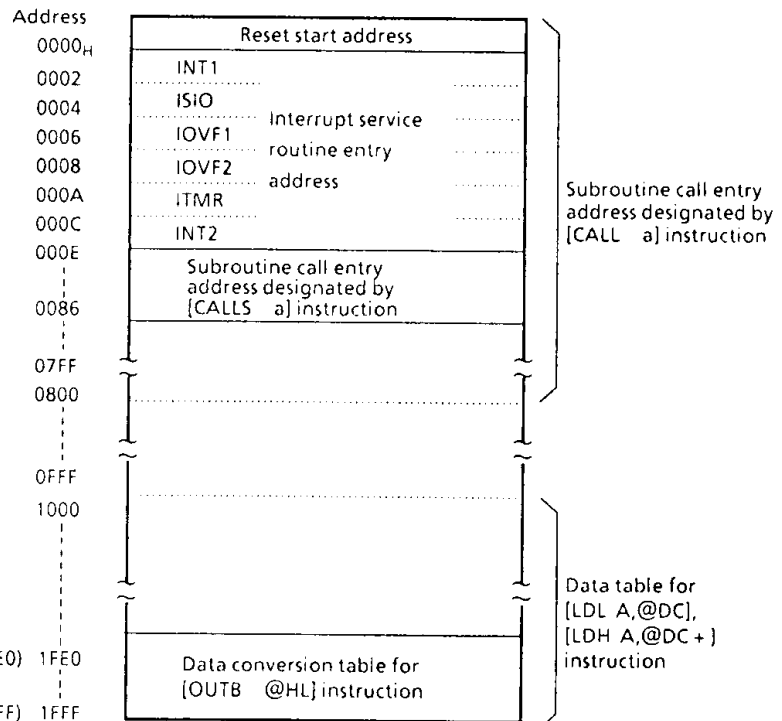 Address
0000H
Reset start address
0002
INT1
0004
ISIO
Interrupt service
0006
IOVF1
routine entry
0008
IOVF2
address
000A
ITMR
000C
INT2
000E
Subroutine call entry
address designated by
[CALLS a] instruction
0086
07FF
0800
Subroutine call entry
address designated by
[CALL a] instruction
0FFF
1000
Data table for
[LDL A,@DC],
[LDH A,@DC+]
instruction
E0) 1FE0
Data conversion table for
[OUTB @HL] instruction
FF) 1FFF